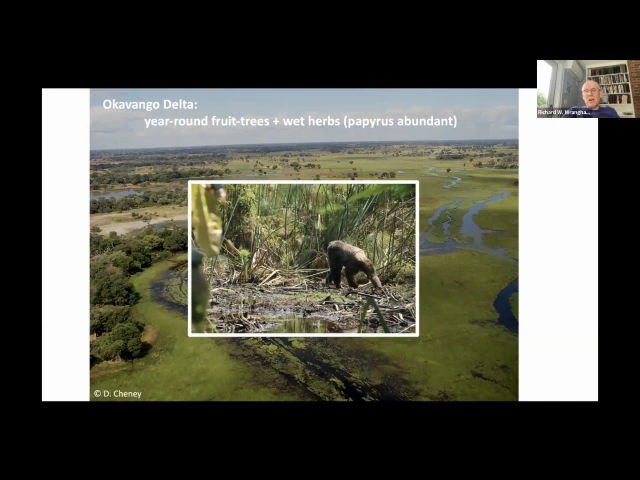 Okavango Delta:
year-round fruit-trees + wet herbs (papyrus abundant)
Richard W. Wrangha...
© D. Cheney